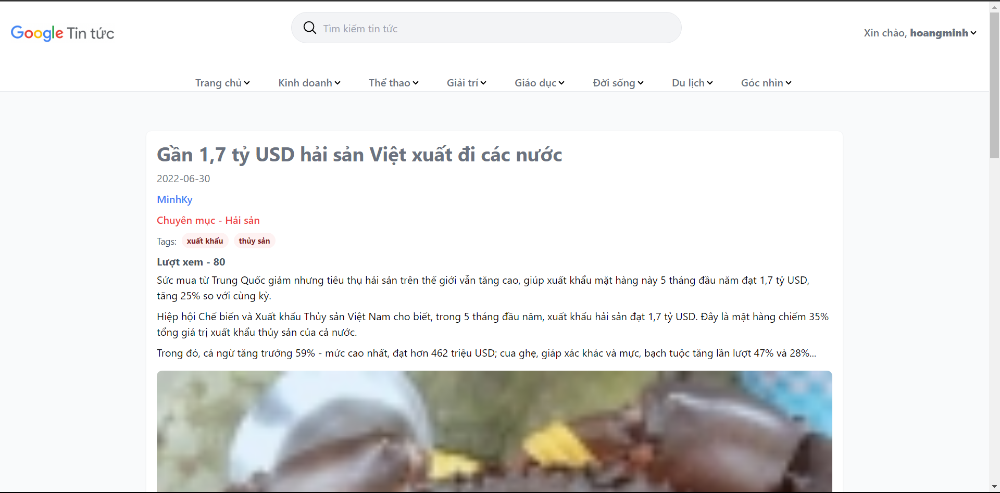 Google Tin tức
Tìm kiếm tin tức
Xin chào, hoangminh
Trang chủ Kinh doanh Thể thao Giải trí Giáo dục Đời sống Du lịch Góc nhìn
Gần 1,7 tỷ USD hải sản Việt xuất đi các nước
2022-06-30
MinhKy
Chuyên mục - Hải sản
Tags: xuất khẩu thủy sản
Lượt xem - 80
Sức mua từ Trung Quốc giảm nhưng tiêu thụ hải sản trên thế giới vẫn tăng cao, giúp xuất khẩu mặt hàng này 5 tháng đầu năm đạt 1,7 tỷ USD,
tăng 25% so với cùng kỳ.
Hiệp hội Chế biến và Xuất khẩu Thủy sản Việt Nam cho biết, trong 5 tháng đầu năm, xuất khẩu hải sản đạt 1,7 tỷ USD. Đây là mặt hàng chiếm 35%
tổng giá trị xuất khẩu thủy sản của cả nước.
Trong đó, cá ngừ tăng trưởng 59% - mức cao nhất, đạt hơn 462 triệu USD; cua ghẹ, giáp xác khác và mực, bạch tuộc tăng lần lượt 47% và 28%...